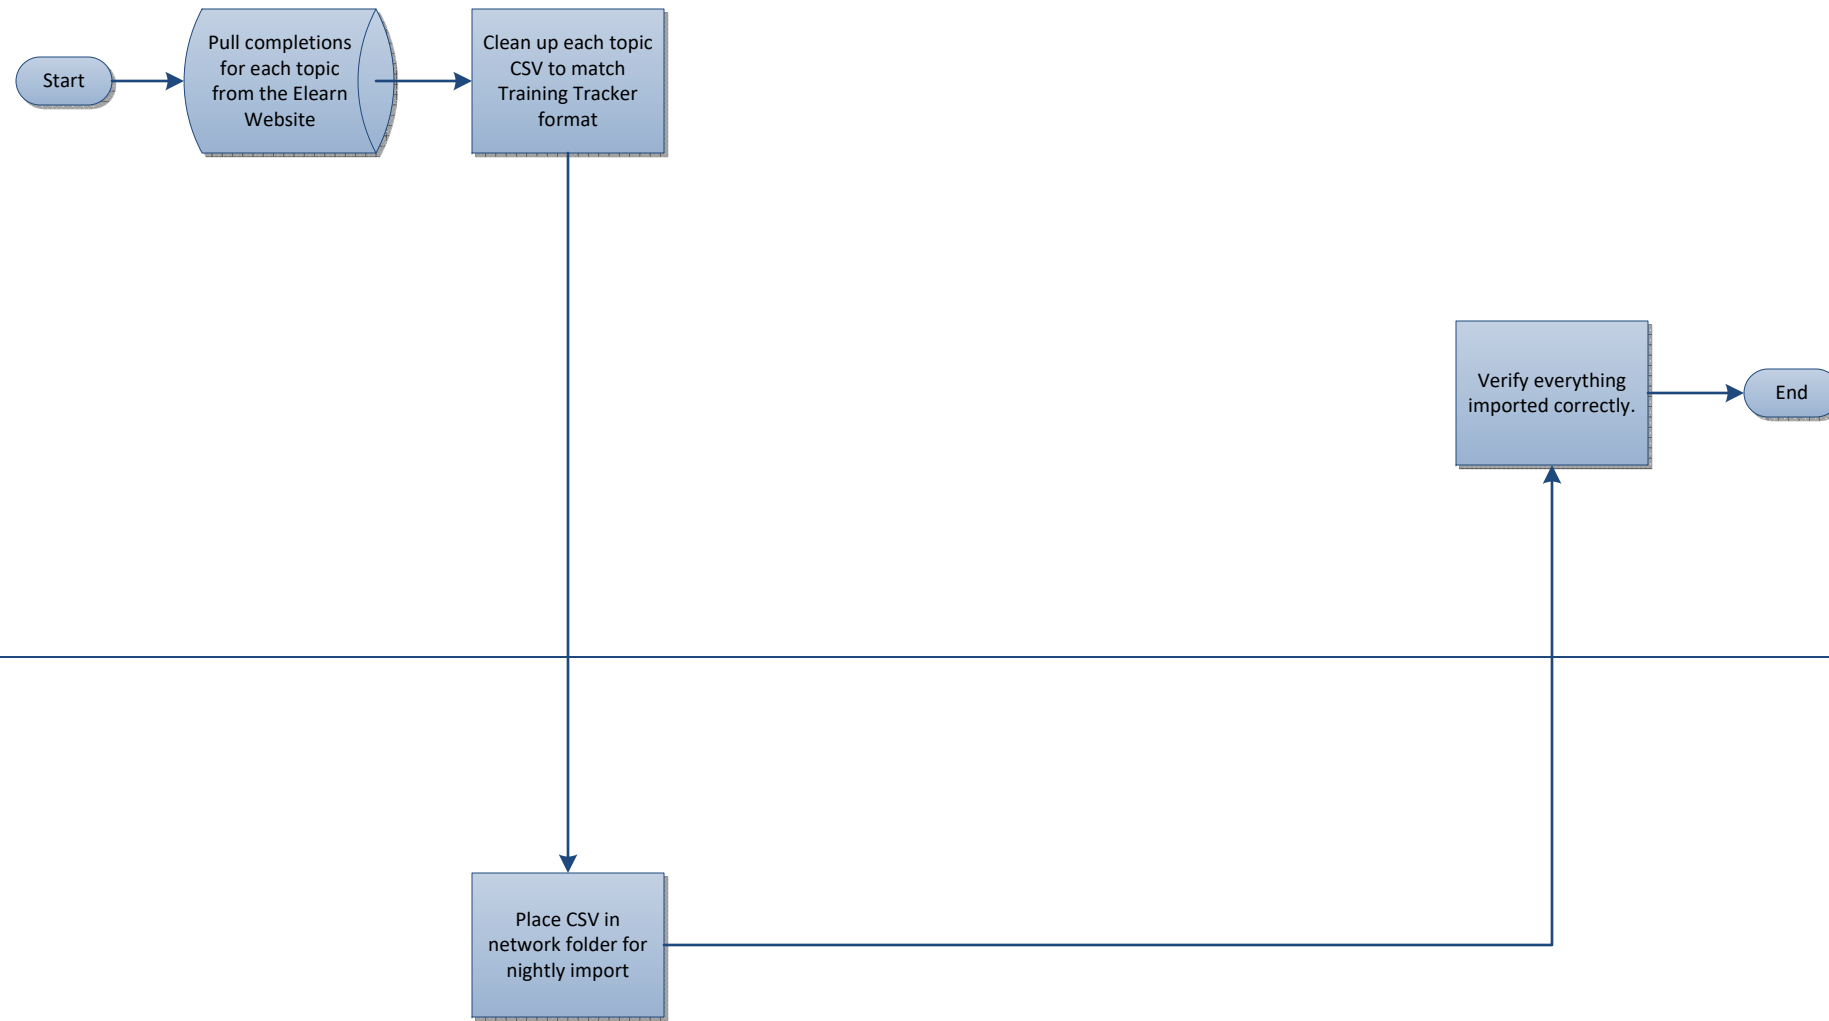 Start
Pull completions
for each topic
from the Elearn
Website
Clean up each topic
CSV to match
Training Tracker
format
Verify everything
imported correctly.
End
Place CSV in
network folder for
nightly import